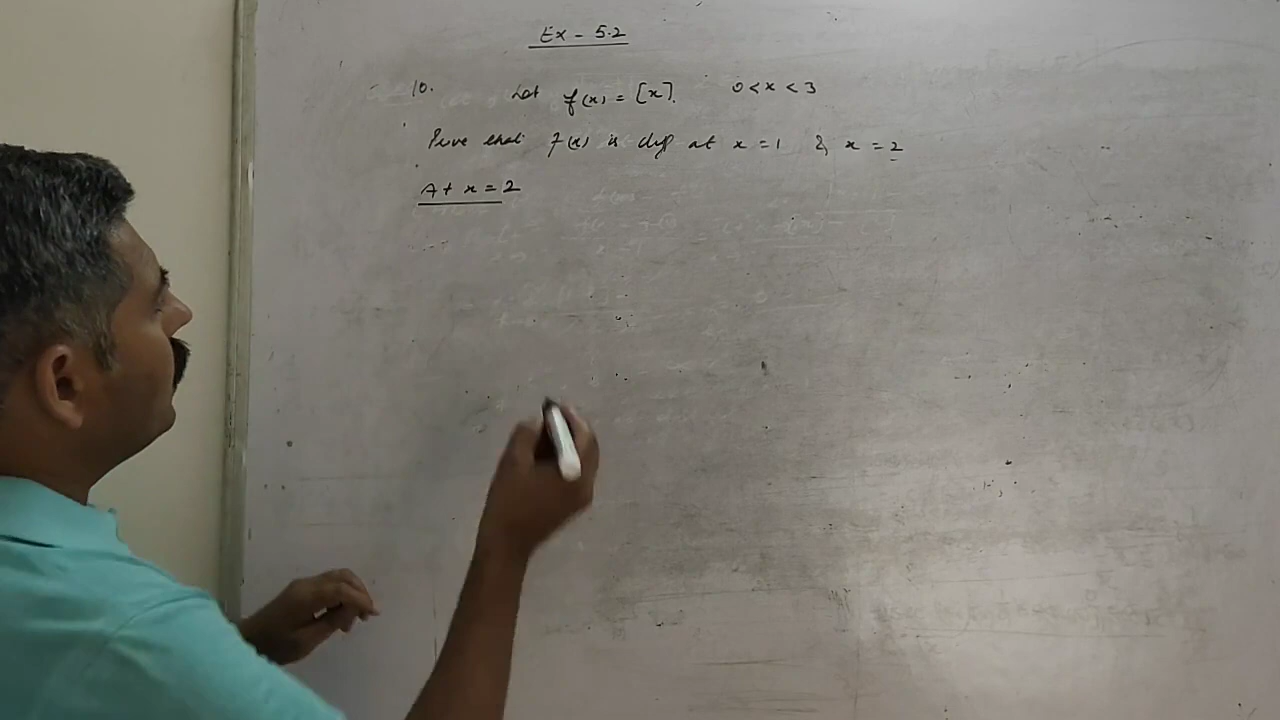 Ex - 5.2
10. Let f(x) = [x]. 0 < x < 3
Prove that f(x) is diff at x = 1 & x = 2
At x = 2